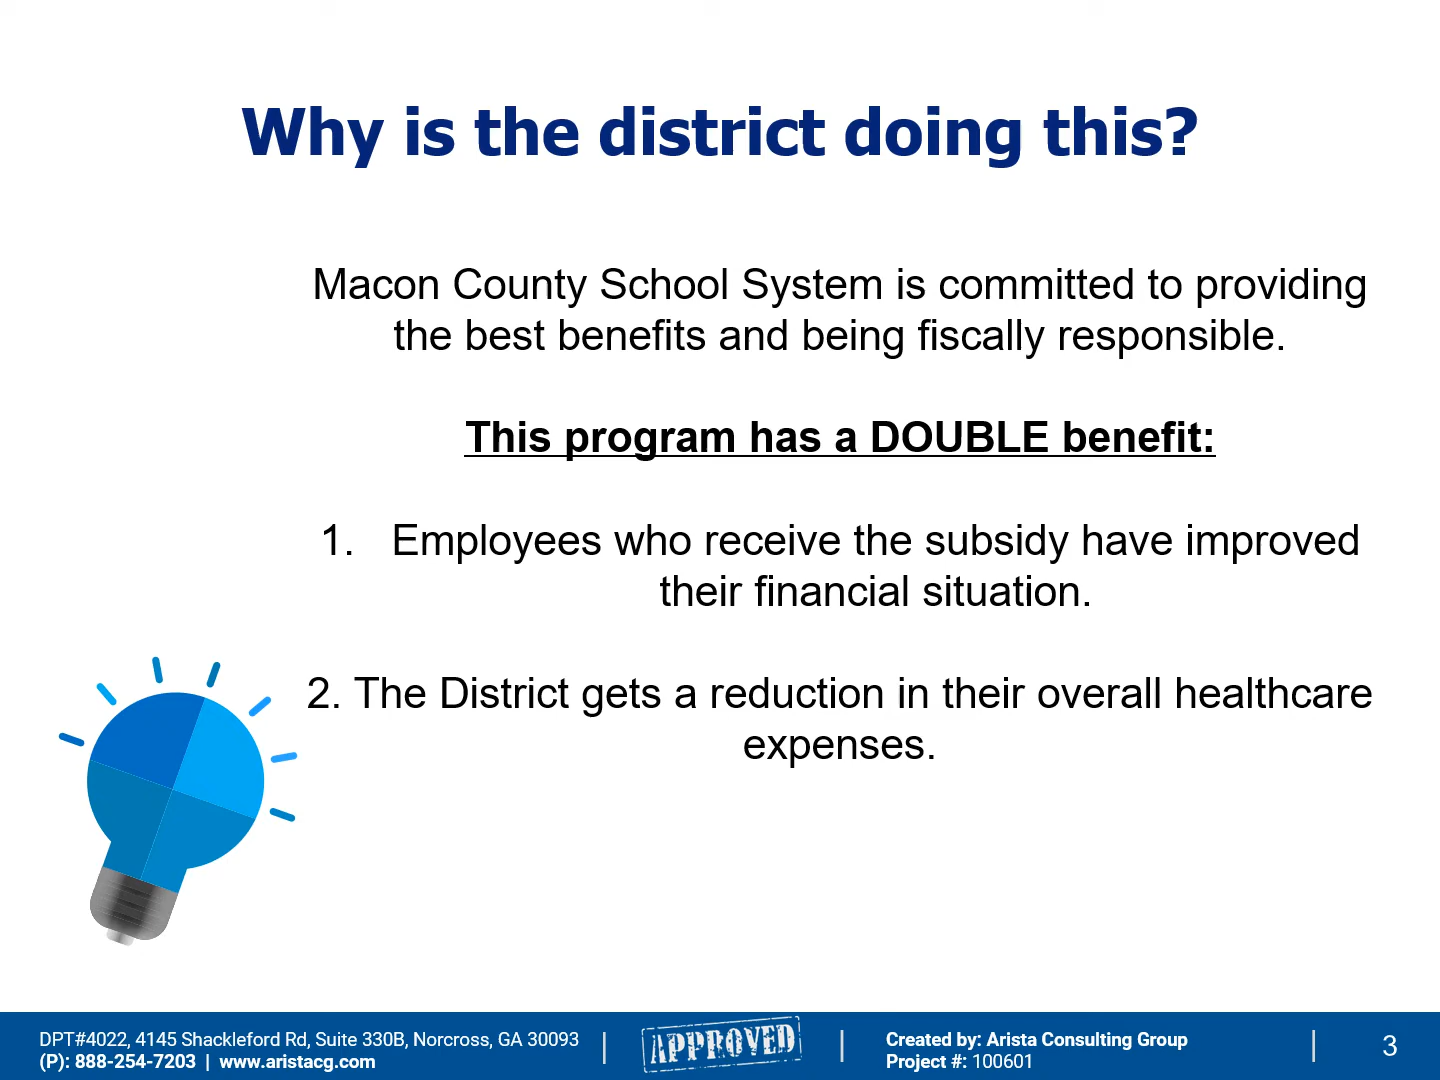 Why is the district doing this?
Macon County School System is committed to providing
the best benefits and being fiscally responsible.
This program has a DOUBLE benefit:
1. Employees who receive the subsidy have improved
their financial situation.
2. The District gets a reduction in their overall healthcare
expenses.
DPT#4022, 4145 Shackleford Rd, Suite 330B, Norcross, GA 30093
(P): 888-254-7203 | www.aristacg.com
APPROVED
Created by: Arista Consulting Group
Project #: 100601
3